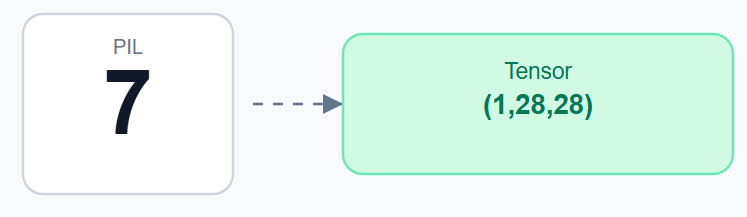 PIL
7
Tensor
(1,28,28)